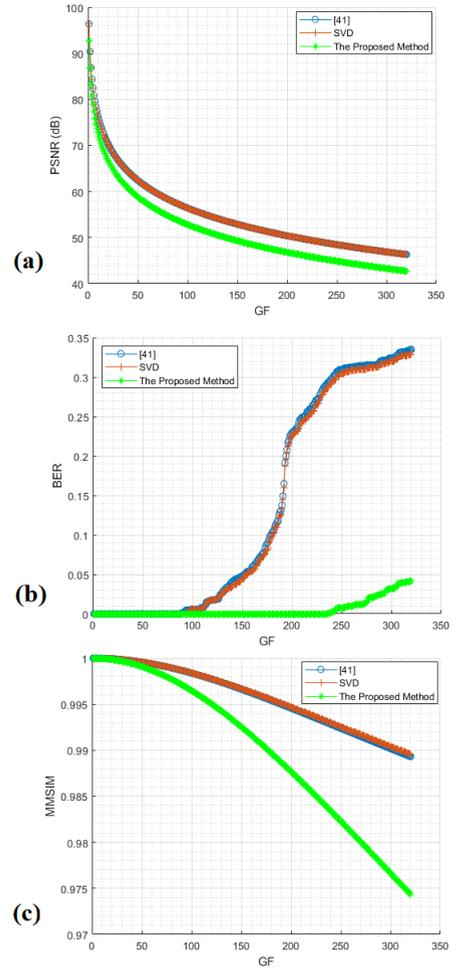 100
90
80
70
60
50
40
PSNR (dB)
[41]
SVD
The Proposed Method
0 50 100 150 200 250 300 350
GF
(a)
0.35
0.3
0.25
0.2
0.15
0.1
0.05
0
BER
[41]
SVD
The Proposed Method
0 50 100 150 200 250 300 350
GF
(b)
1
0.995
0.99
0.985
0.98
0.975
0.97
MMSIM
[41]
SVD
The Proposed Method
0 50 100 150 200 250 300 350
GF
(c)